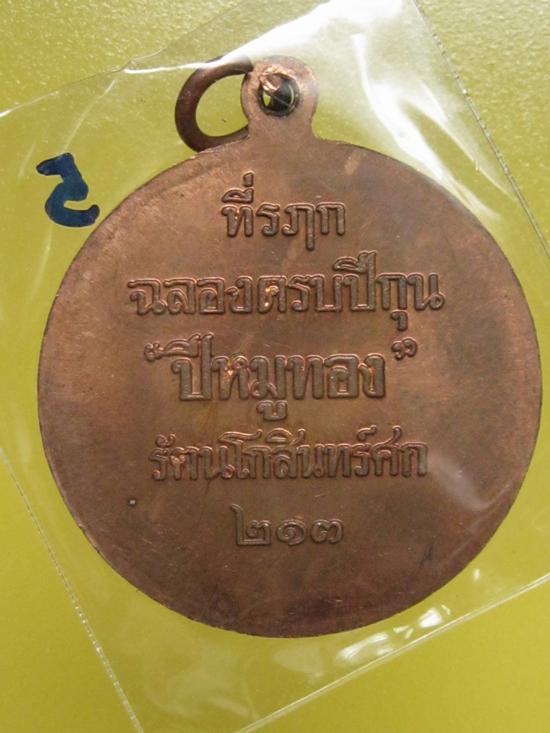 ที่รฦก
ฉลองครบปีกุน
“ปีหมูทอง”
รัตนโกสินทร์ศก
๒๑๓